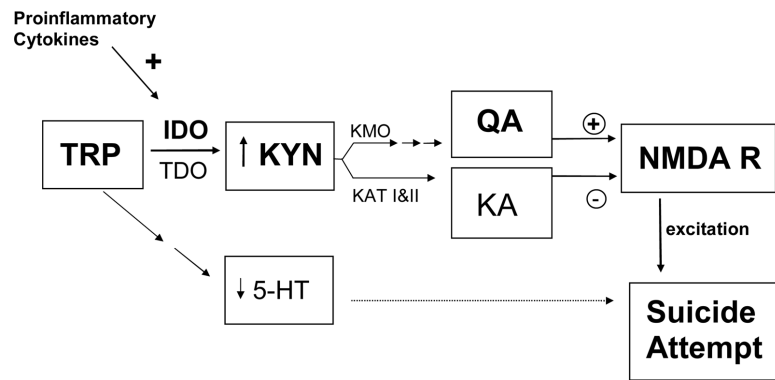 Proinflammatory
Cytokines
+
TRP
IDO
TDO
↑ KYN
KMO
KAT I&II
QA
KA
+
-
NMDA R
excitation
↓ 5-HT
Suicide
Attempt